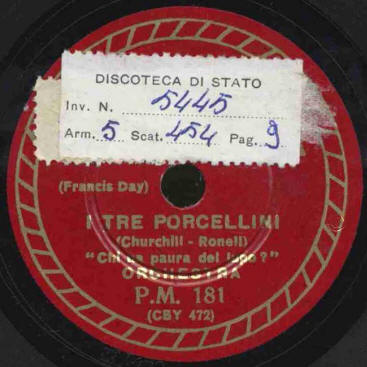 DISCOTECA DI STATO
Inv. N. 5445
Arm. 5 Scat. 454 Pag. 9
(Francis Day)
I TRE PORCELLINI
(Churchill - Ronell)
"Chi ha paura del lupo?"
ORCHESTRA
P.M. 181
(CBY 472)